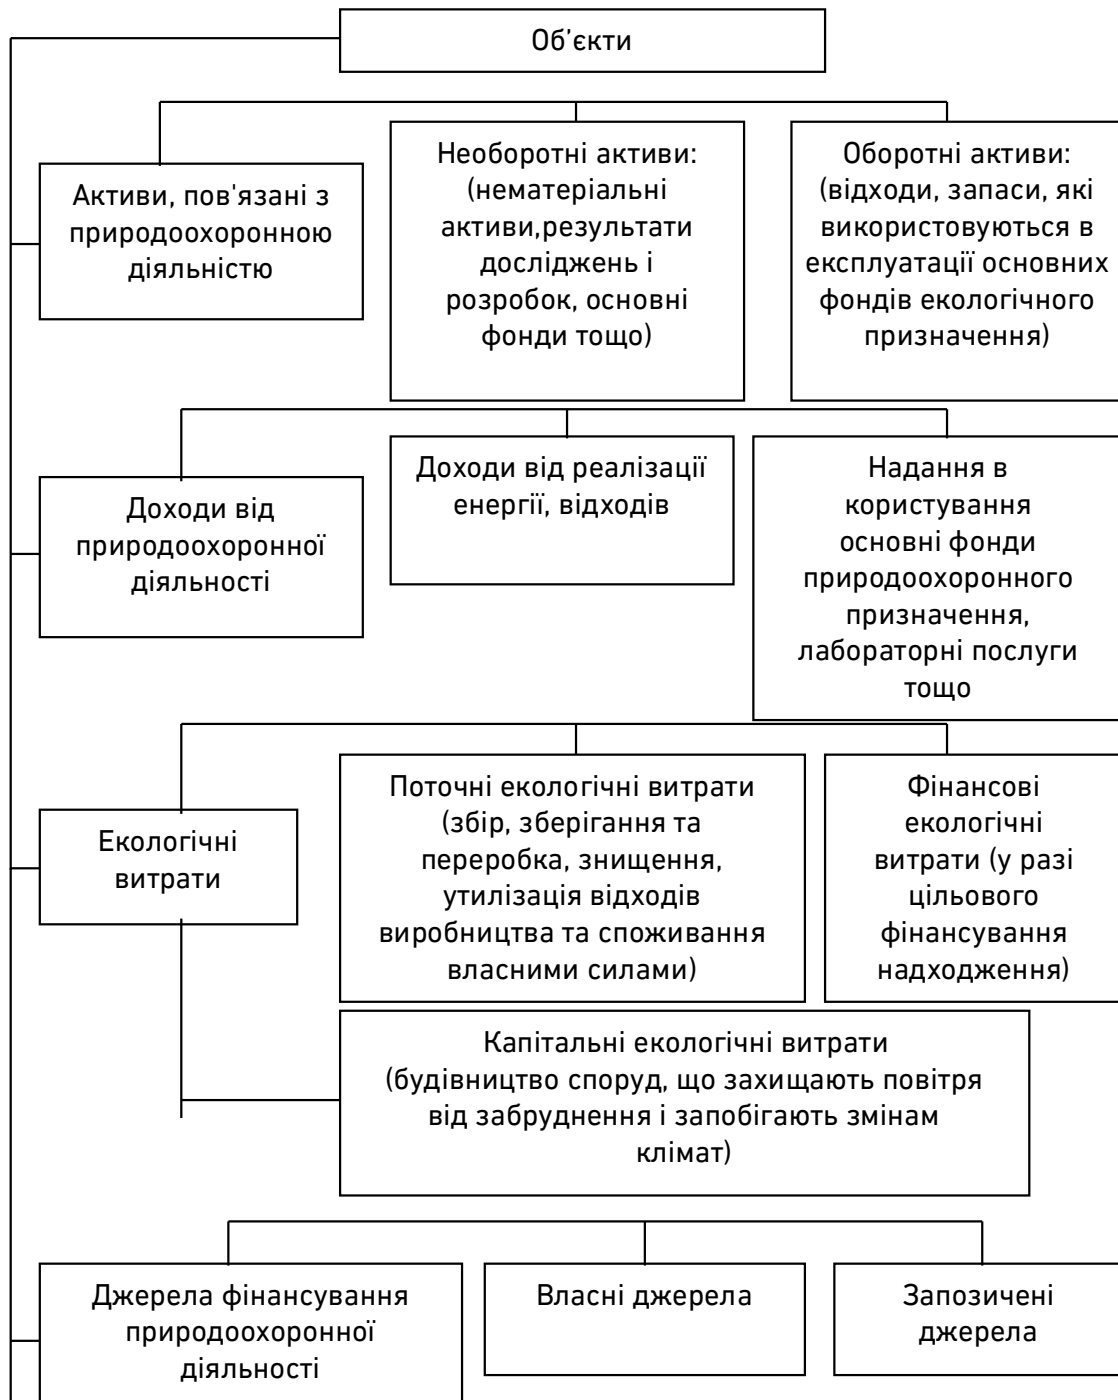 Об’єкти
Активи, пов'язані з
природоохоронною
діяльністю
Необоротні активи:
(нематеріальні
активи,результати
досліджень і
розробок, основні
фонди тощо)
Оборотні активи:
(відходи, запаси, які
використовуються в
експлуатації основних
фондів екологічного
призначення)
Доходи від
природоохоронної
діяльності
Доходи від реалізації
енергії, відходів
Надання в
користування
основні фонди
природоохоронного
призначення,
лабораторні послуги
тощо
Екологічні
витрати
Поточні екологічні витрати
(збір, зберігання та
переробка, знищення,
утилізація відходів
виробництва та споживання
власними силами)
Фінансові
екологічні
витрати (у разі
цільового
фінансування
надходження)
Капітальні екологічні витрати
(будівництво споруд, що захищають повітря
від забруднення і запобігають змінам
клімат)
Джерела фінансування
природоохоронної
діяльності
Власні джерела
Запозичені
джерела